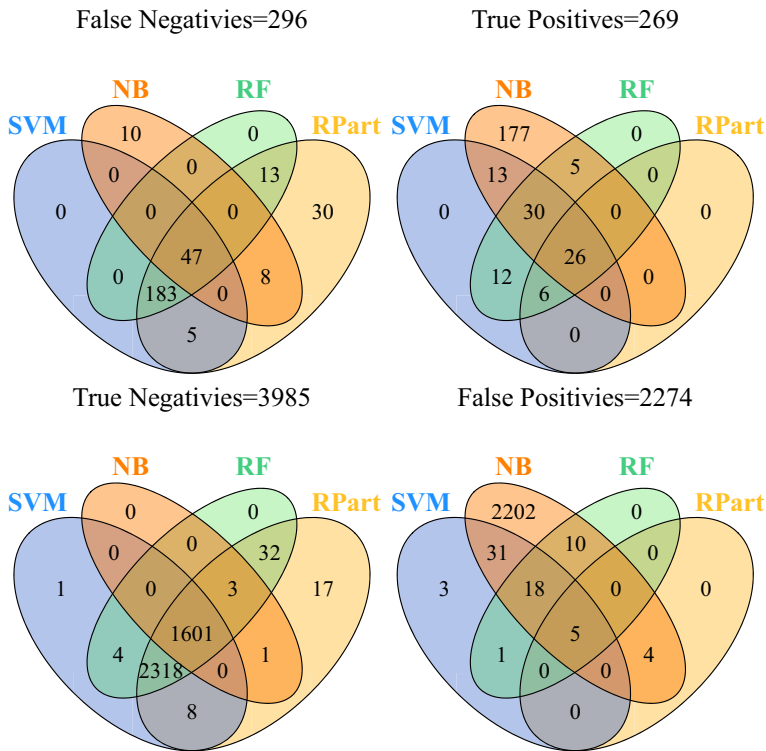 False Negativies=296
True Positives=269
NB RF
NB RF
SVM RPart
SVM RPart
10 0
177 0
0 0 13
13 5 0
0 0 0 30
0 30 0 0
47
26
0 183 0 8
12 6 0 0
5
0
True Negativies=3985
False Positivies=2274
NB RF
NB RF
SVM RPart
SVM RPart
0 0
2202 0
0 0 32
31 10 0
1 0 3 17
3 18 0 0
1601
5
4 2318 0 1
1 0 0 4
8
0